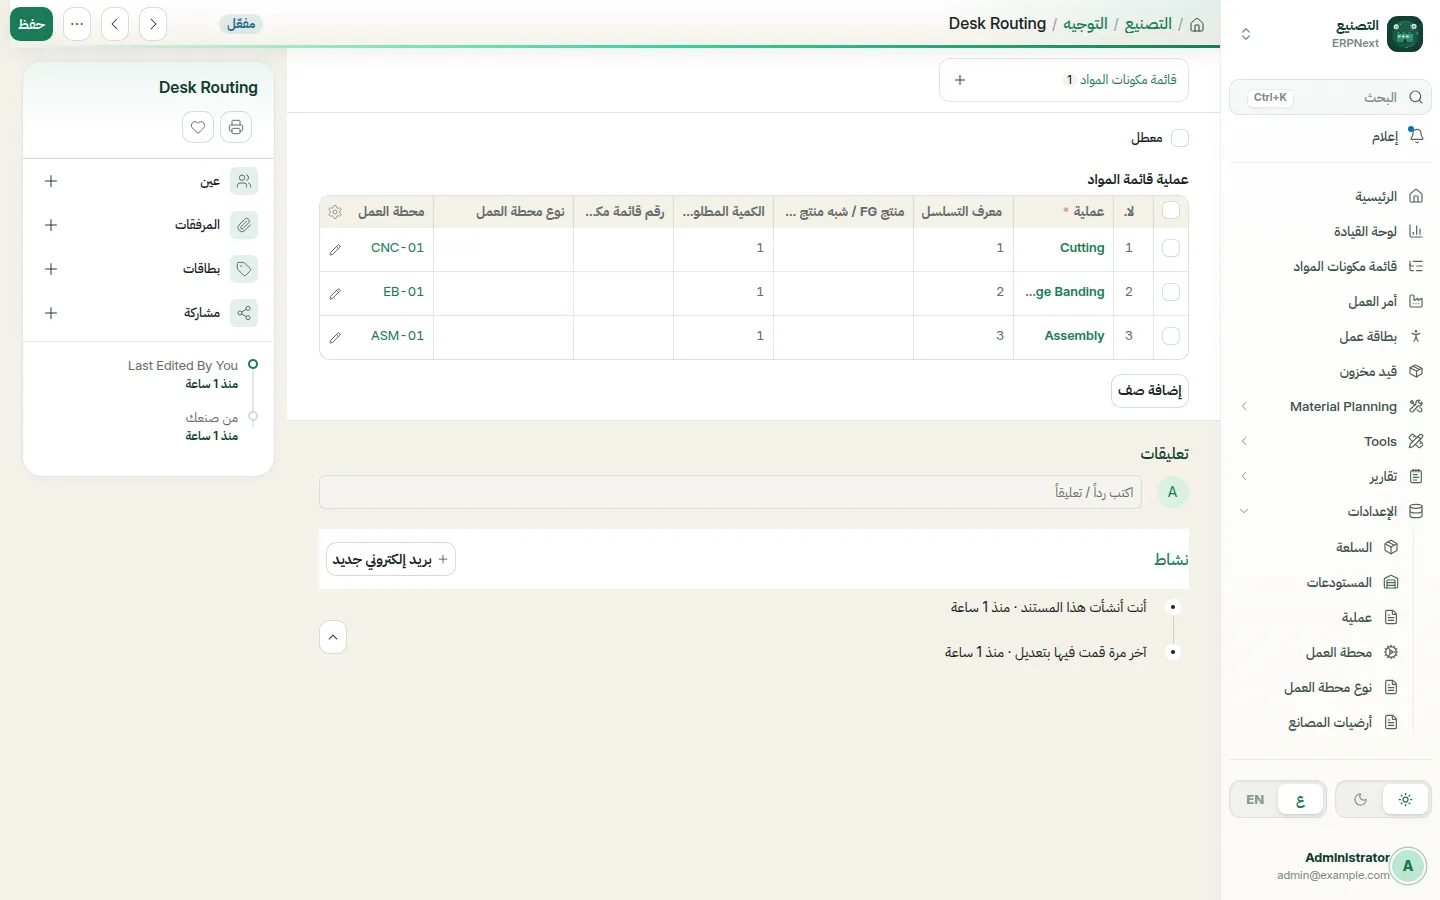 التصنيع
ERPNext
البحث
Ctrl+K
إعلام
الرئيسية
لوحة القيادة
قائمة مكونات المواد
أمر العمل
بطاقة عمل
قيد مخزون
Material Planning
Tools
تقارير
الإعدادات
السلعة
المستودعات
عملية
محطة العمل
نوع محطة العمل
أرضيات المصانع
ع EN
Administrator
admin@example.com
A
التصنيع / التوجيه / Desk Routing
مفعّل
حفظ
قائمة مكونات المواد 1
معطل
عملية قائمة المواد
لا. عملية * معرف التسلسل منتج FG / شبه منتج ... الكمية المطلو... رقم قائمة مك... نوع محطة العمل محطة العمل
1 Cutting 1 1 CNC-01
2 ...ge Banding 2 1 EB-01
3 Assembly 3 1 ASM-01
إضافة صف
تعليقات
A
اكتب رداً / تعليقاً
نشاط
بريد إلكتروني جديد
أنت أنشأت هذا المستند · منذ 1 ساعة
آخر مرة قمت فيها بتعديل · منذ 1 ساعة
Desk Routing
عين
المرفقات
بطاقات
مشاركة
Last Edited By You
منذ 1 ساعة
من صنعك
منذ 1 ساعة